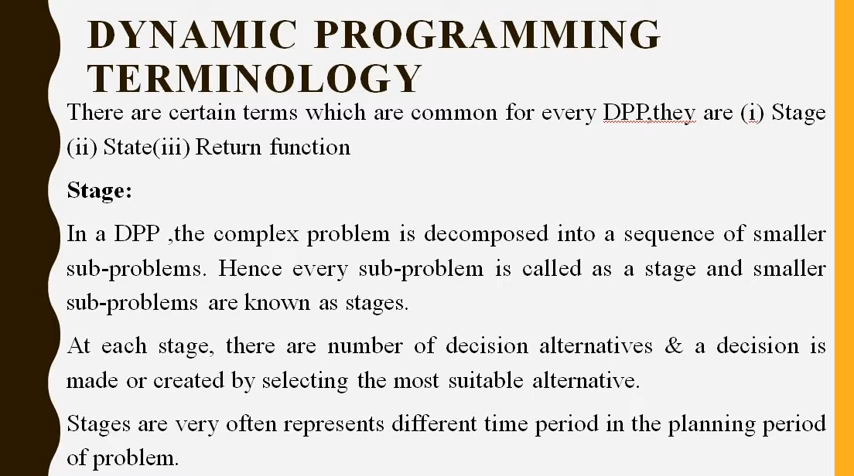 DYNAMIC PROGRAMMING
TERMINOLOGY
There are certain terms which are common for every DPP,they are (i) Stage
(ii) State(iii) Return function
Stage:
In a DPP ,the complex problem is decomposed into a sequence of smaller
sub-problems. Hence every sub-problem is called as a stage and smaller
sub-problems are known as stages.
At each stage, there are number of decision alternatives & a decision is
made or created by selecting the most suitable alternative.
Stages are very often represents different time period in the planning period
of problem.